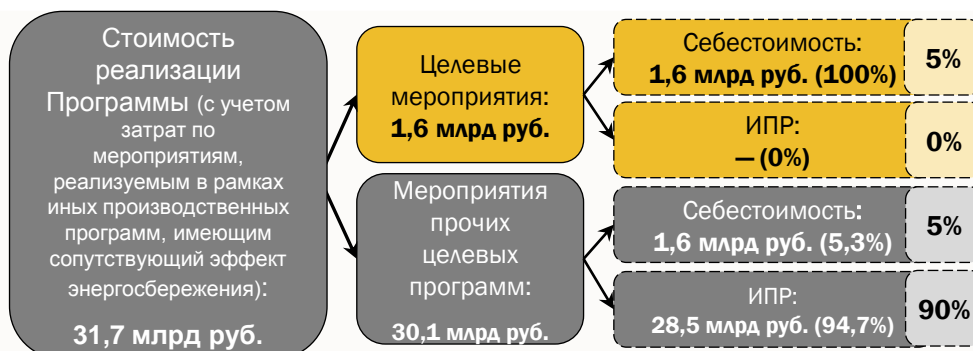 Стоимость
реализации
Программы (с учетом
затрат по
мероприятиям,
реализуемым в рамках
иных производственных
программ, имеющим
сопутствующий эффект
энергосбережения):
31,7 млрд руб.
Целевые
мероприятия:
1,6 млрд руб.
Себестоимость:
1,6 млрд руб. (100%)
5%
ИПР:
— (0%)
0%
Мероприятия
прочих
целевых
программ:
30,1 млрд руб.
Себестоимость:
1,6 млрд руб. (5,3%)
5%
ИПР:
28,5 млрд руб. (94,7%)
90%